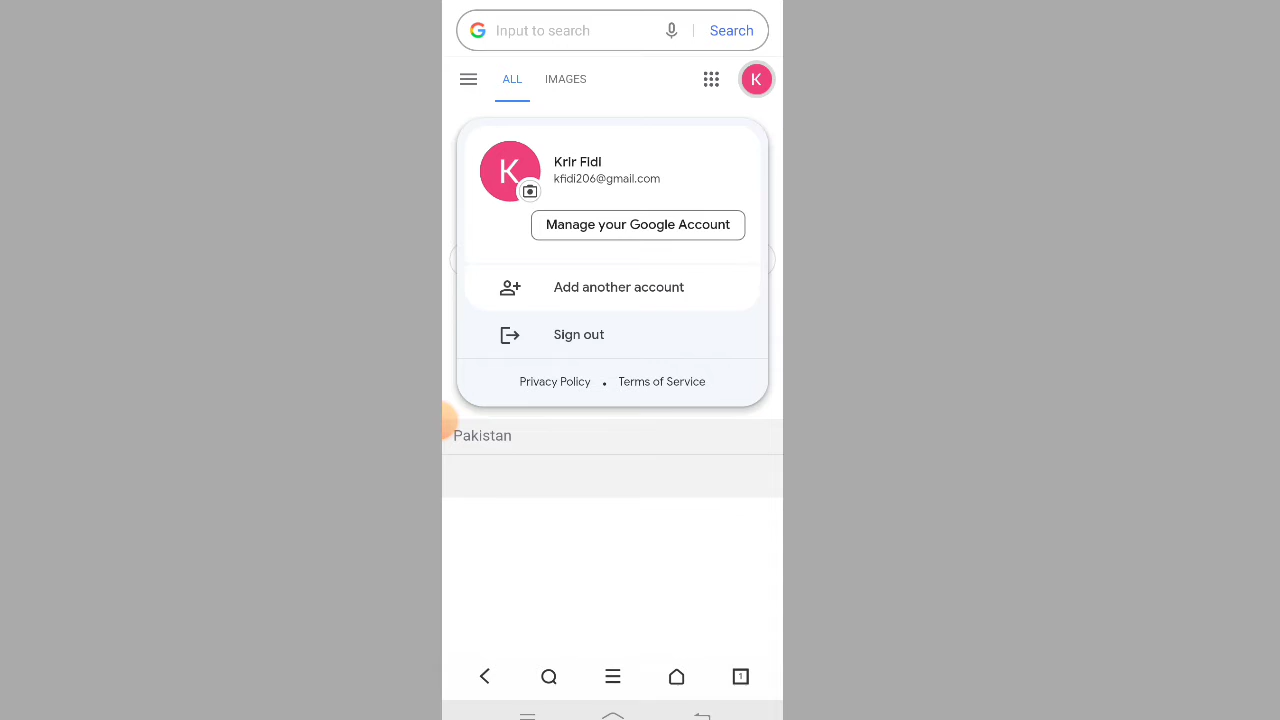 Input to search
Search
ALL
IMAGES
K
K
Krir Fidi
kfidi206@gmail.com
Manage your Google Account
Add another account
Sign out
Privacy Policy • Terms of Service
Pakistan
1